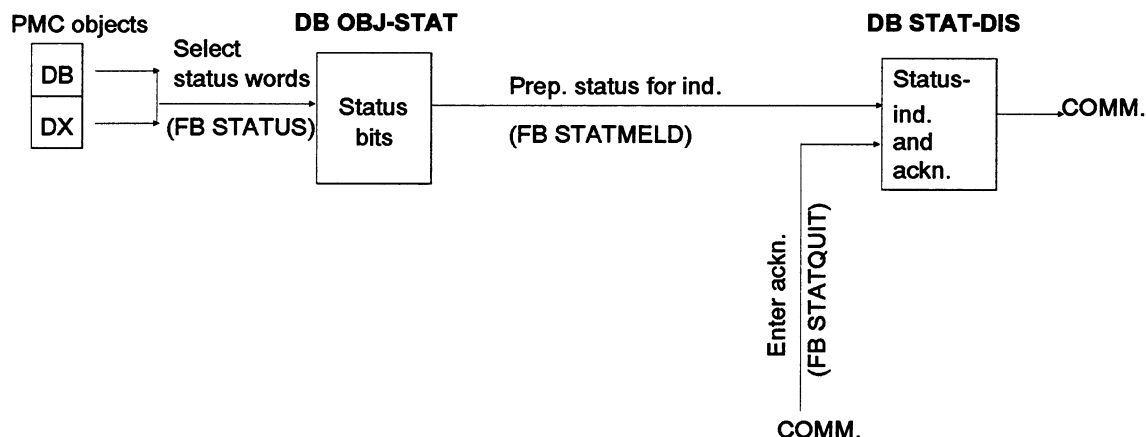 PMC objects
DB OBJ-STAT
DB STAT-DIS
DB
DX
Select
status words
(FB STATUS)
Status
bits
Prep. status for ind.
(FB STATMELD)
Status-
ind.
and
ackn.
COMM.
Enter ackn.
(FB STATQUIT)
COMM.